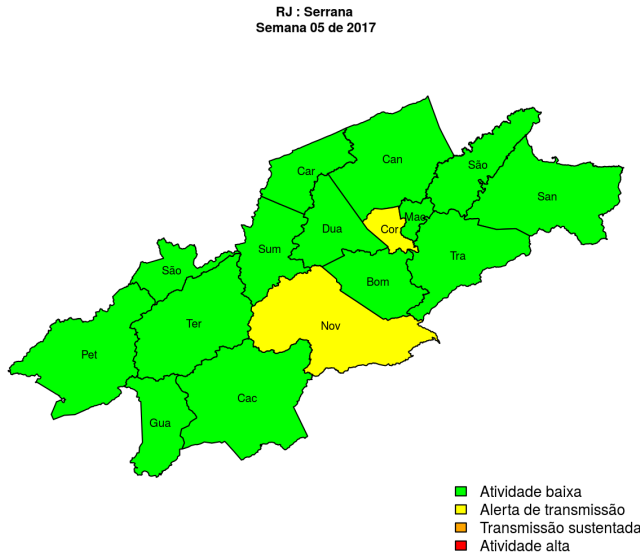 RJ : Serrana
Semana 05 de 2017
Can
São
Car
San
Mac
Cor
Dua
Sum
Tra
São
Bom
Ter
Nov
Pet
Cac
Gua
Atividade baixa
Alerta de transmissão
Transmissão sustentada
Atividade alta